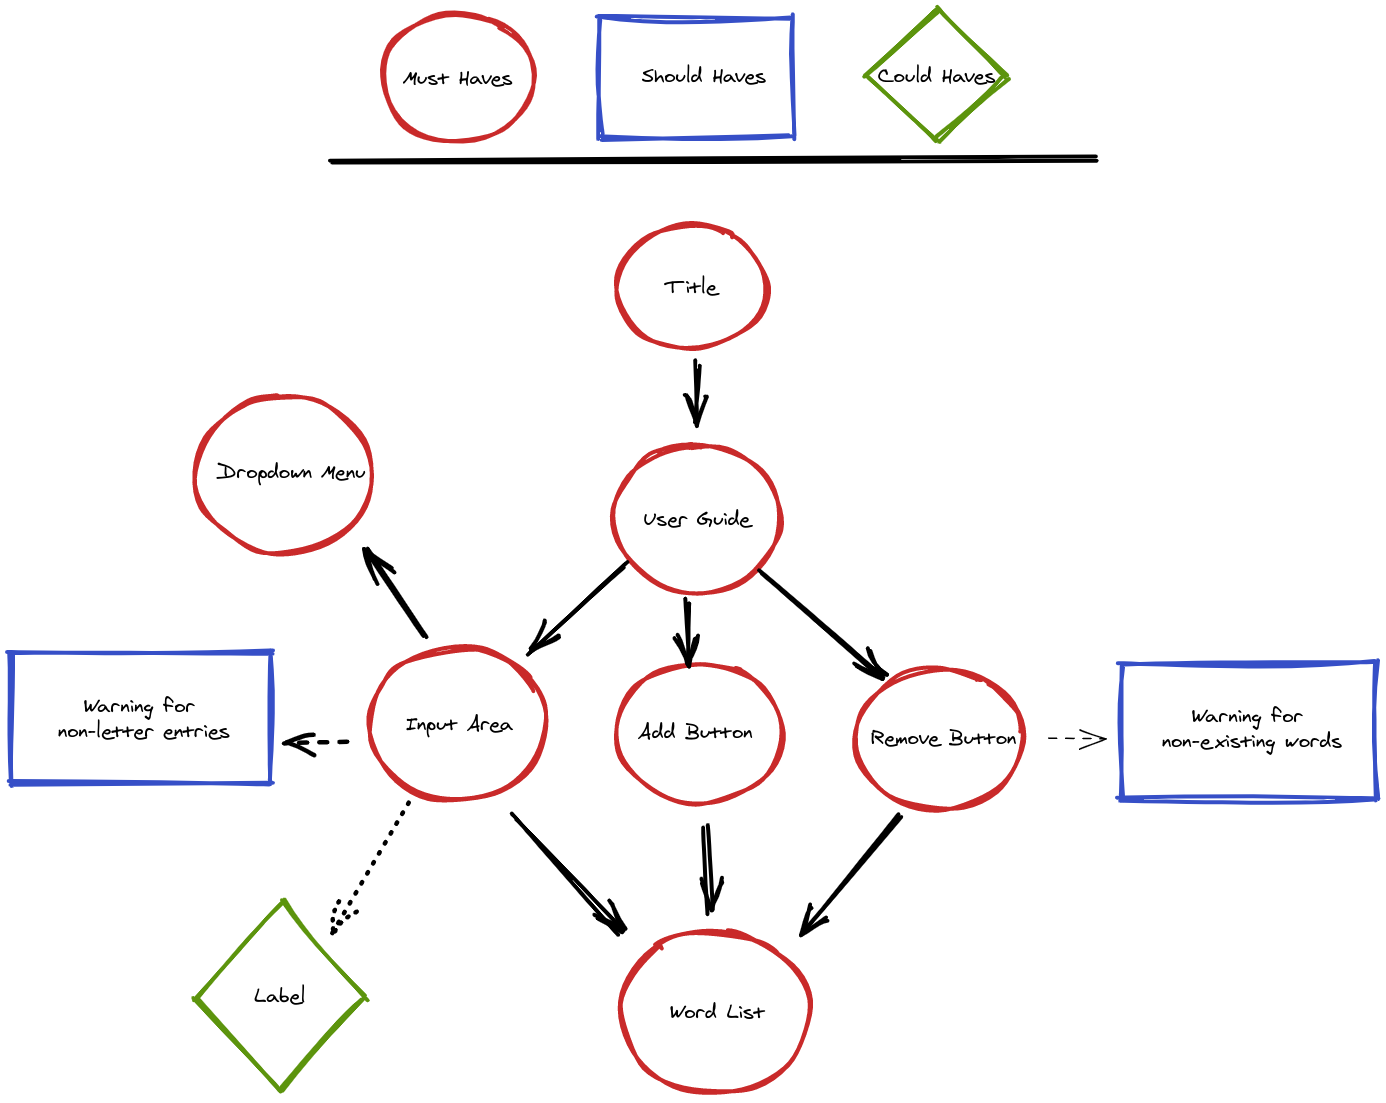 Must Haves
Should Haves
Could Haves
Title
Dropdown Menu
User Guide
Warning for
non-letter entries
Input Area
Add Button
Remove Button
Warning for
non-existing words
Label
Word List